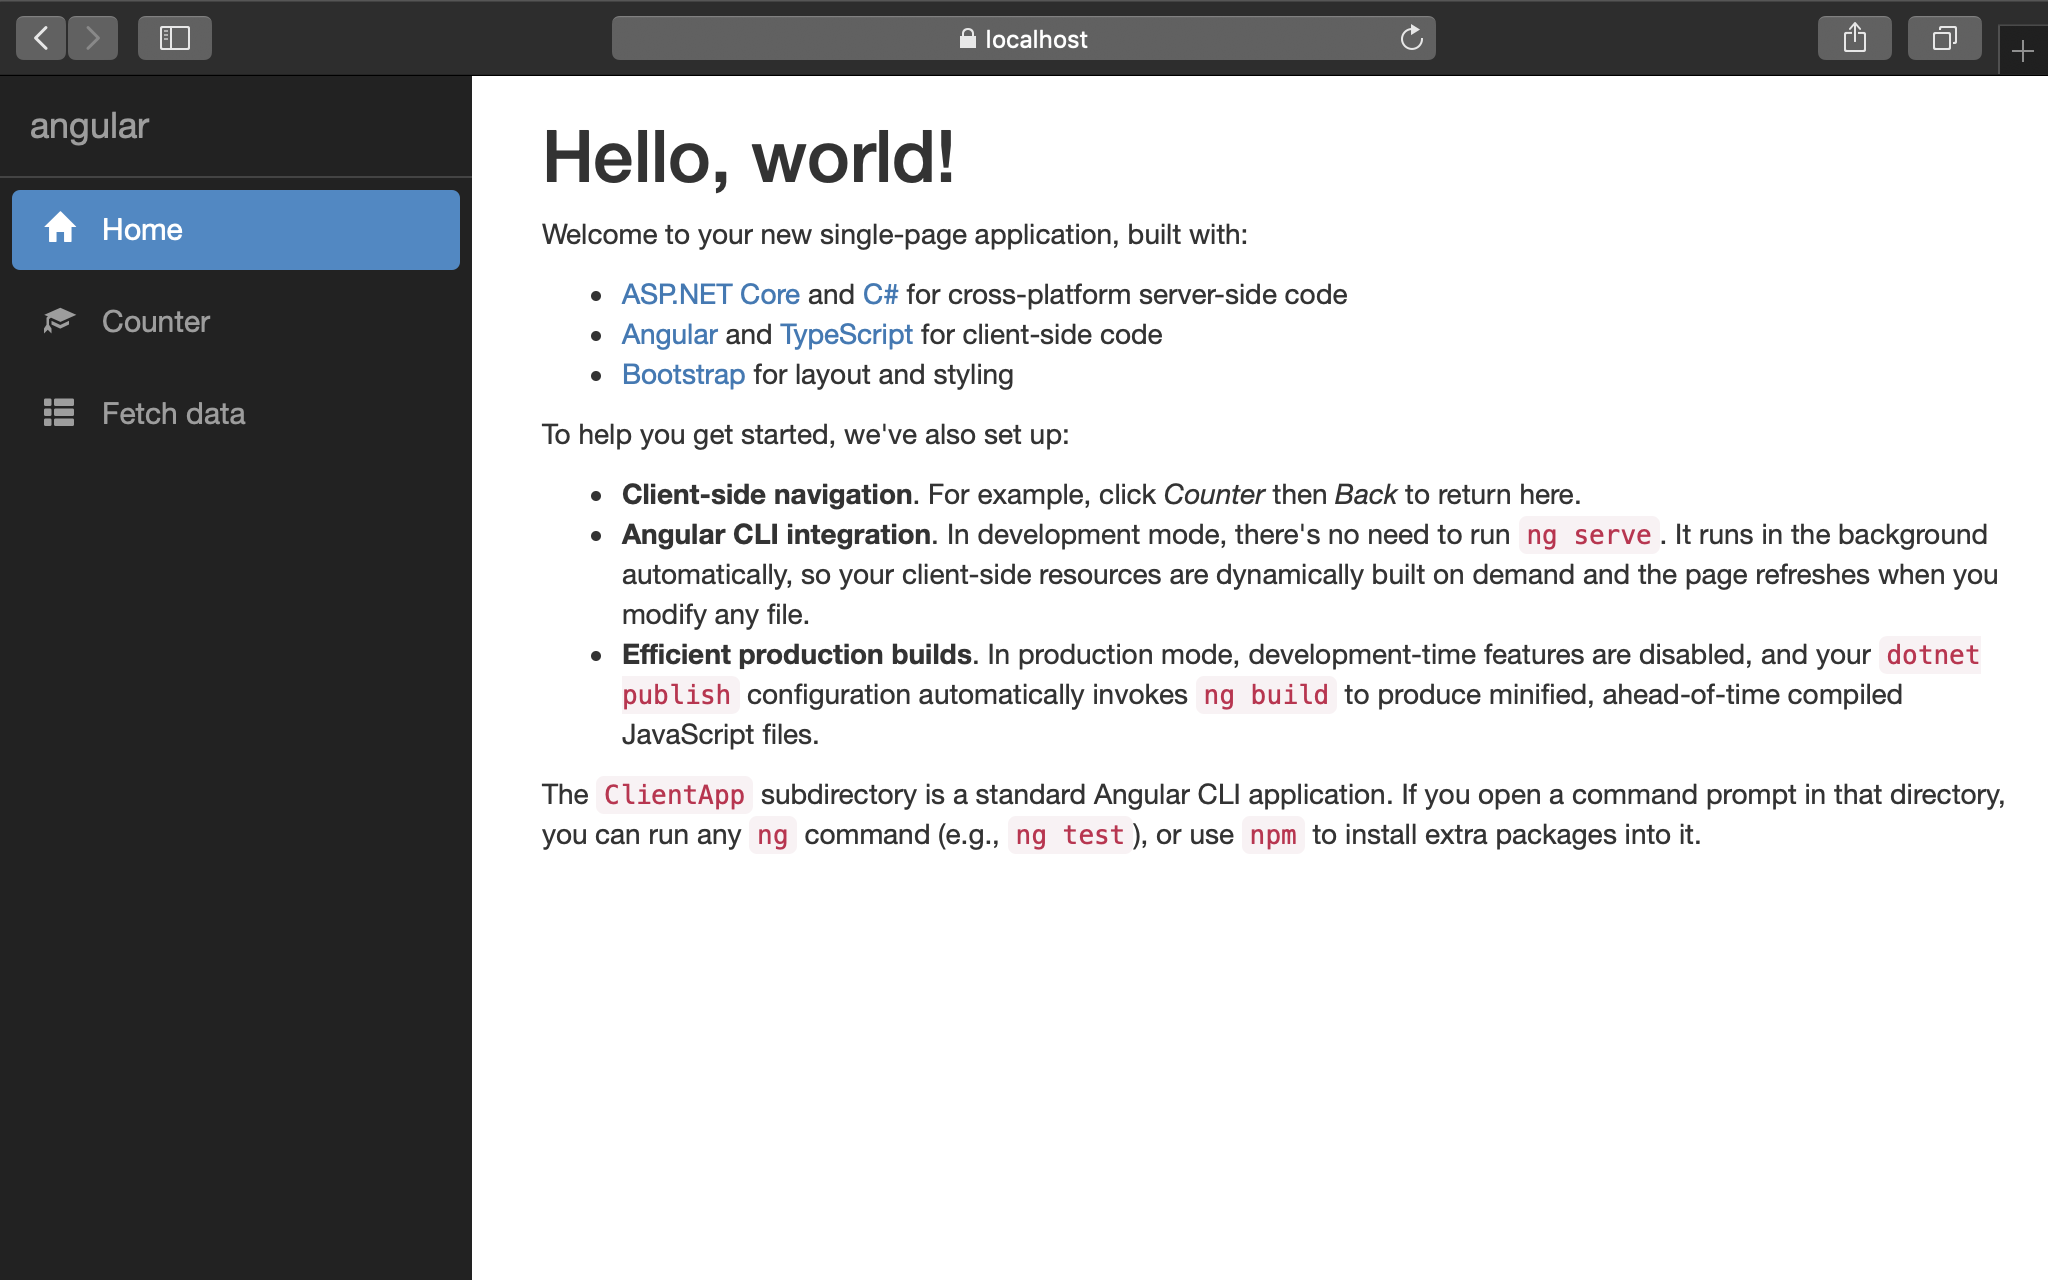 localhost
angular
Home
Counter
Fetch data
Hello, world!
Welcome to your new single-page application, built with:
ASP.NET Core and C# for cross-platform server-side code
Angular and TypeScript for client-side code
Bootstrap for layout and styling
To help you get started, we've also set up:
Client-side navigation. For example, click Counter then Back to return here.
Angular CLI integration. In development mode, there's no need to run ng serve. It runs in the background
automatically, so your client-side resources are dynamically built on demand and the page refreshes when you
modify any file.
Efficient production builds. In production mode, development-time features are disabled, and your dotnet
publish configuration automatically invokes ng build to produce minified, ahead-of-time compiled
JavaScript files.
The ClientApp subdirectory is a standard Angular CLI application. If you open a command prompt in that directory,
you can run any ng command (e.g., ng test), or use npm to install extra packages into it.